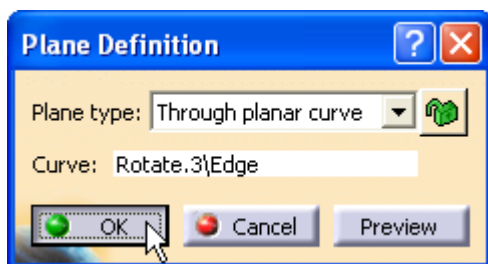 Plane Definition
Plane type: Through planar curve
Curve: Rotate.3\Edge
OK Cancel Preview